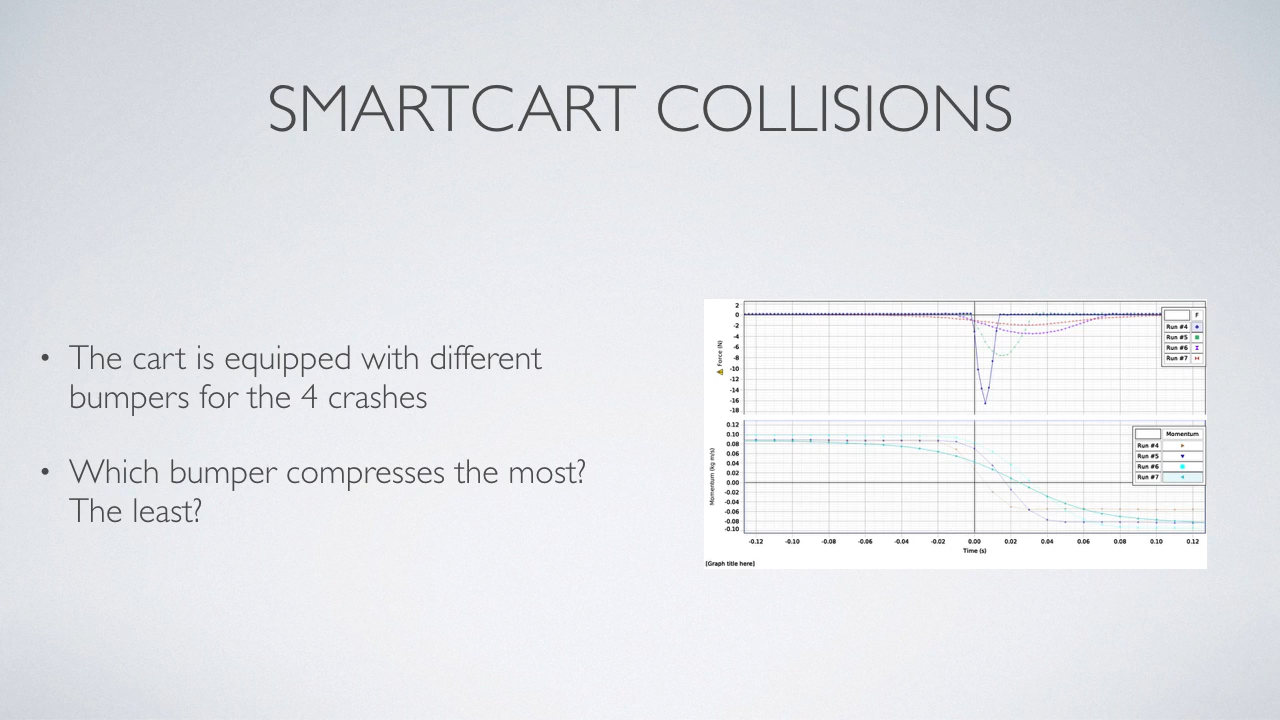 SMARTCART COLLISIONS
• The cart is equipped with different
bumpers for the 4 crashes
• Which bumper compresses the most?
The least?
2
0
-2
-4
-6
-8
-10
-12
-14
-16
-18
Force (N)
F
Run #4
Run #5
Run #6
Run #7
0.12
0.10
0.08
0.06
0.04
0.02
0.00
-0.02
-0.04
-0.06
-0.08
-0.10
Momentum (kg m/s)
Momentum
Run #4
Run #5
Run #6
Run #7
-0.12 -0.10 -0.08 -0.06 -0.04 -0.02 0.00 0.02 0.04 0.06 0.08 0.10 0.12
Time (s)
[Graph title here]